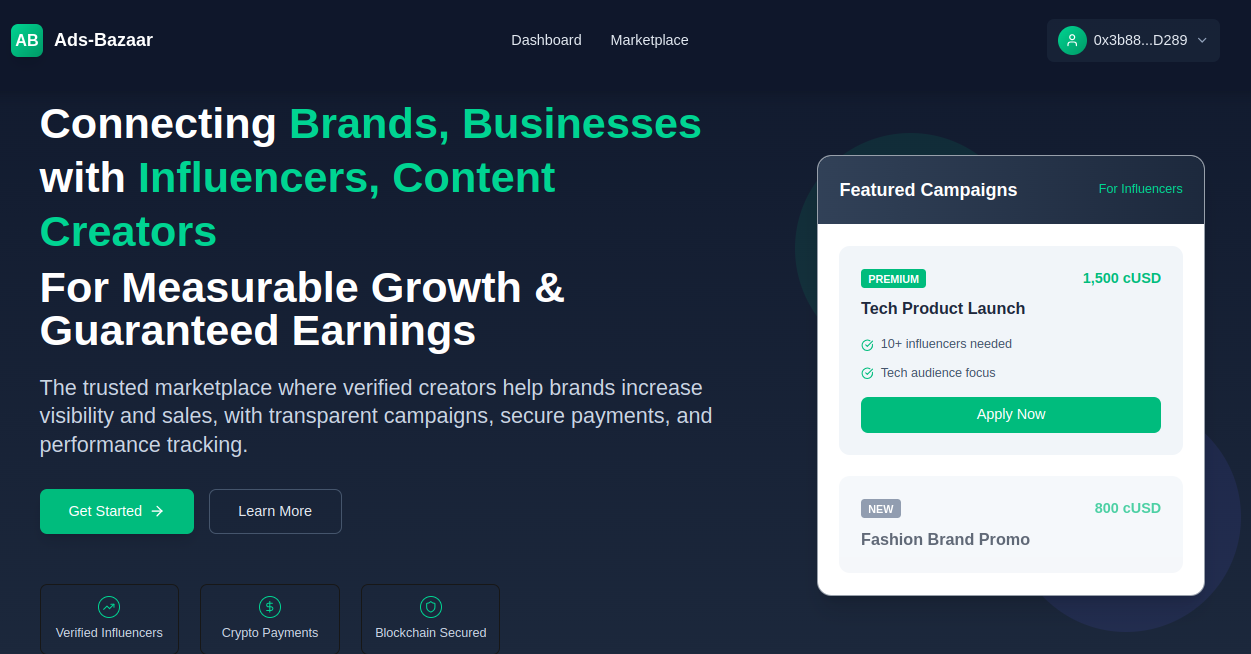 AB
Ads-Bazaar
Dashboard
Marketplace
0x3b88...D289
Connecting Brands, Businesses
with Influencers, Content
Creators
For Measurable Growth &
Guaranteed Earnings
The trusted marketplace where verified creators help brands increase
visibility and sales, with transparent campaigns, secure payments, and
performance tracking.
Get Started
Learn More
Verified Influencers
Crypto Payments
Blockchain Secured
Featured Campaigns
For Influencers
PREMIUM
1,500 cUSD
Tech Product Launch
10+ influencers needed
Tech audience focus
Apply Now
NEW
800 cUSD
Fashion Brand Promo